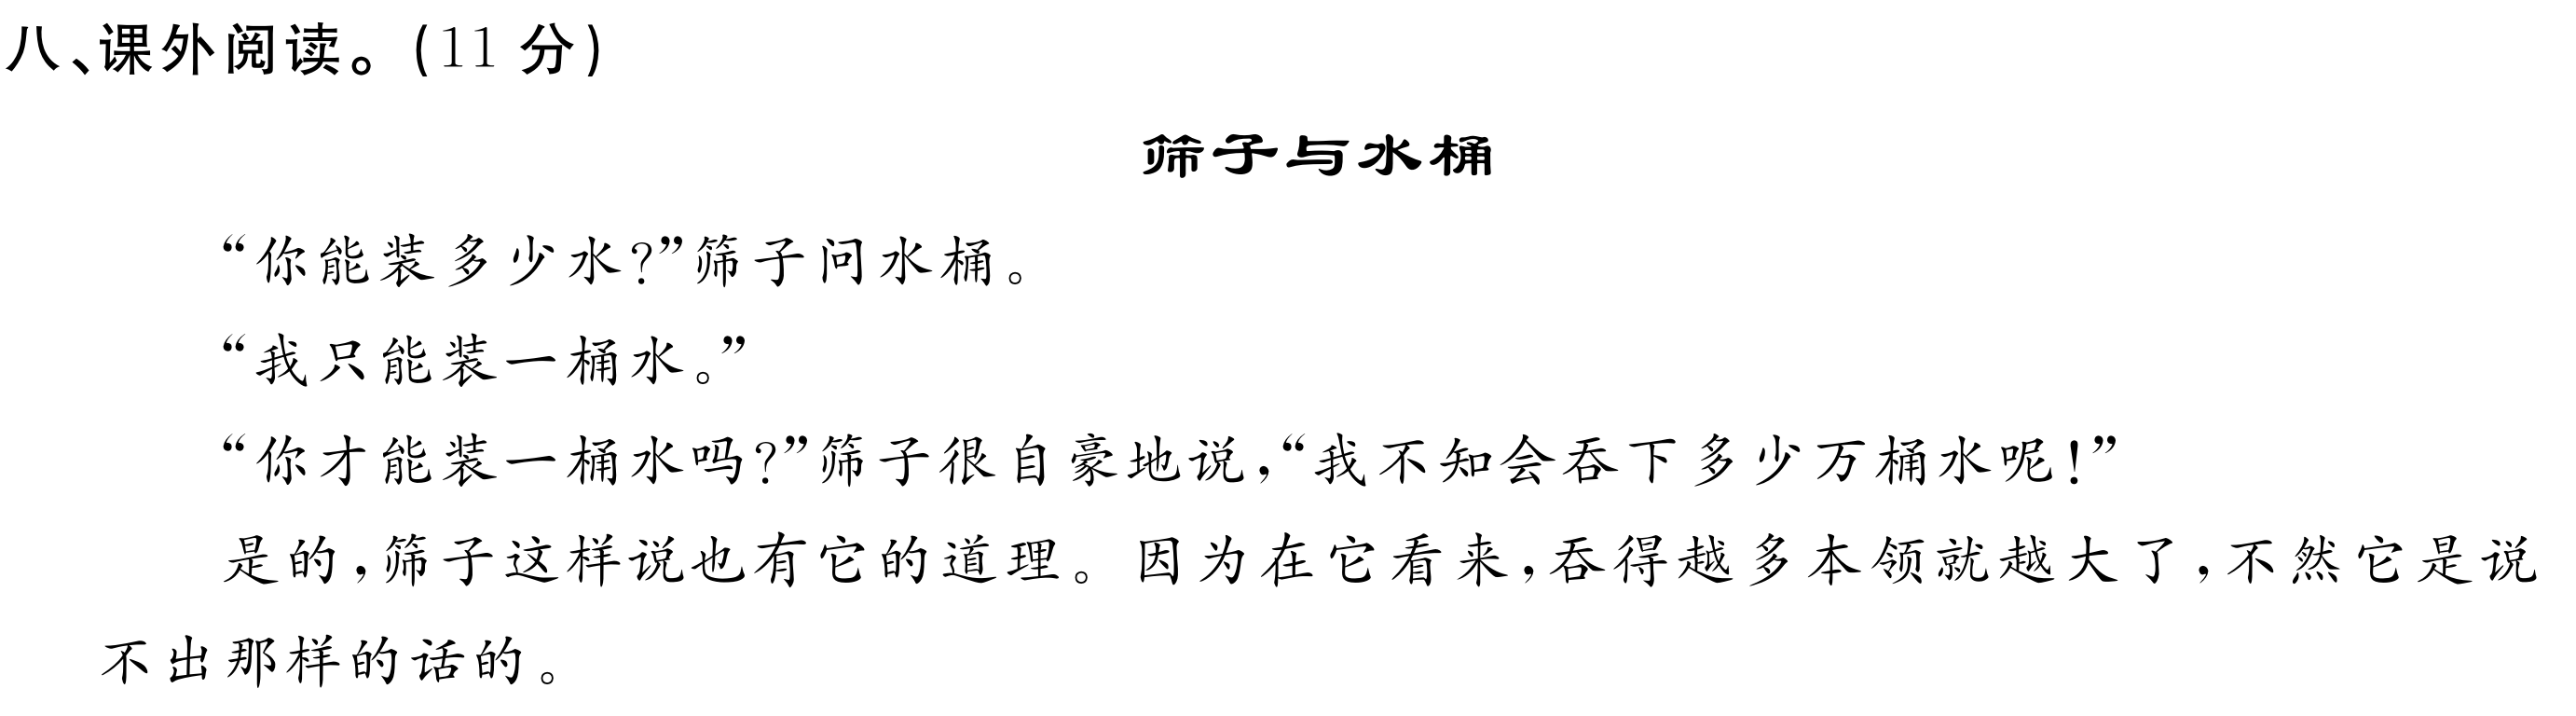 八、课外阅读。(11 分)
筛子与水桶
“你能装多少水?”筛子问水桶。
“我只能装一桶水。”
“你才能装一桶水吗?”筛子很自豪地说,“我不知会吞下多少万桶水呢!”
是的,筛子这样说也有它的道理。因为在它看来,吞得越多本领就越大了,不然它是说
不出那样的话的。